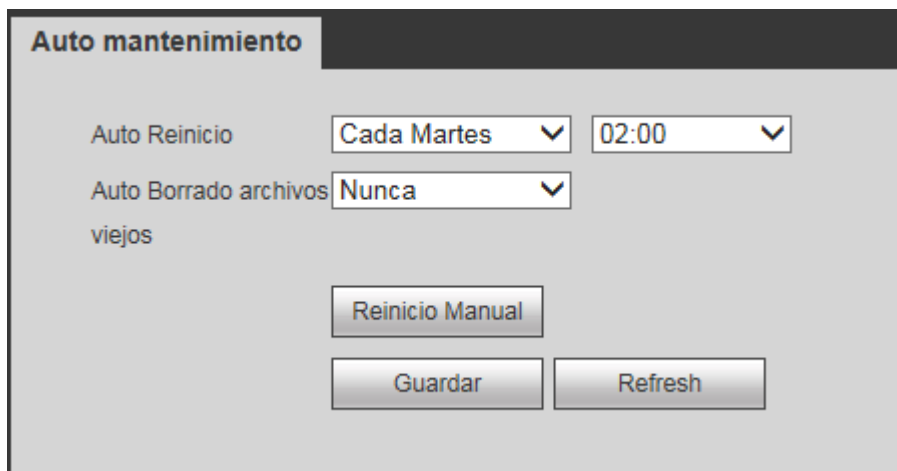 Auto mantenimiento
Auto Reinicio Cada Martes 02:00
Auto Borrado archivos Nunca
viejos
Reinicio Manual
Guardar Refresh